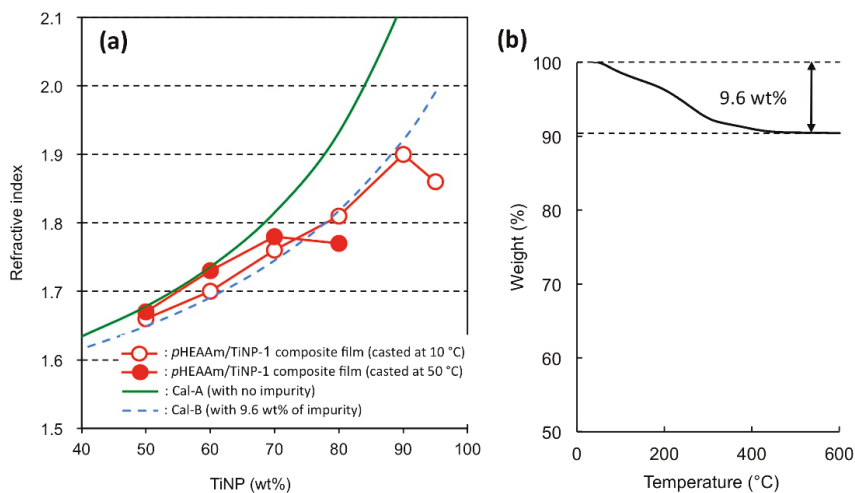 (a)
Refractive index
2.1
2.0
1.9
1.8
1.7
1.6
1.5
: pHEAAm/TiNP-1 composite film (casted at 10 °C)
: pHEAAm/TiNP-1 composite film (casted at 50 °C)
: Cal-A (with no impurity)
: Cal-B (with 9.6 wt% of impurity)
40 50 60 70 80 90 100
TiNP (wt%)
(b)
Weight (%)
100
90
80
70
60
50
9.6 wt%
0 200 400 600
Temperature (°C)